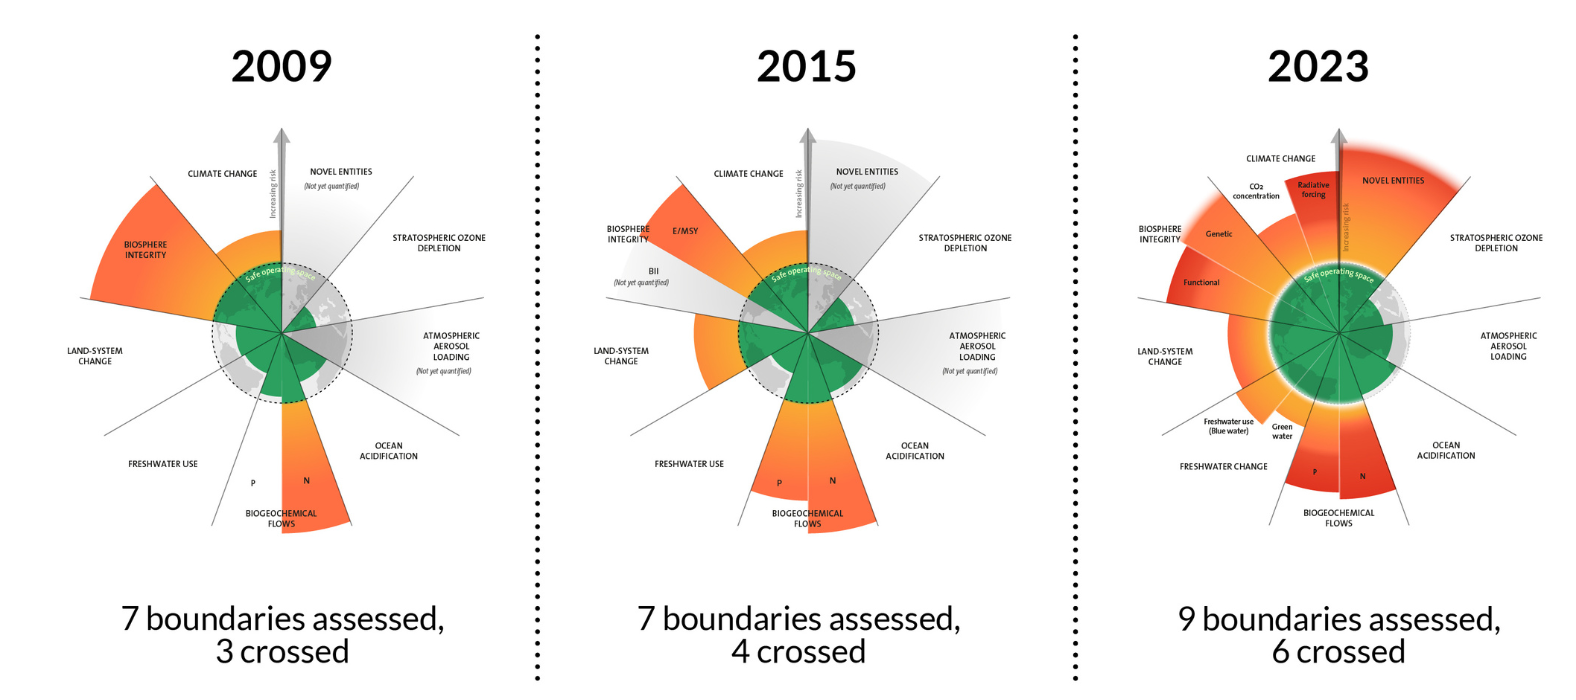 2009
CLIMATE CHANGE
NOVEL ENTITIES
(Not yet quantified)
Increasing risk
STRATOSPHERIC OZONE
DEPLETION
BIOSPHERE
INTEGRITY
Safe operating space
ATMOSPHERIC
AEROSOL
LOADING
(Not yet quantified)
LAND-SYSTEM
CHANGE
OCEAN
ACIDIFICATION
FRESHWATER USE
P
N
BIOGEOCHEMICAL
FLOWS
7 boundaries assessed,
3 crossed
2015
CLIMATE CHANGE
NOVEL ENTITIES
(Not yet quantified)
Increasing risk
STRATOSPHERIC OZONE
DEPLETION
BIOSPHERE
INTEGRITY
E/MSY
BII
(Not yet quantified)
Safe operating space
ATMOSPHERIC
AEROSOL
LOADING
(Not yet quantified)
LAND-SYSTEM
CHANGE
OCEAN
ACIDIFICATION
FRESHWATER USE
P
N
BIOGEOCHEMICAL
FLOWS
7 boundaries assessed,
4 crossed
2023
CLIMATE CHANGE
CO2
concentration
Radiative
forcing
NOVEL ENTITIES
Increasing risk
STRATOSPHERIC OZONE
DEPLETION
BIOSPHERE
INTEGRITY
Genetic
Functional
Safe operating space
ATMOSPHERIC
AEROSOL
LOADING
LAND-SYSTEM
CHANGE
Freshwater use
(Blue water)
Green
water
OCEAN
ACIDIFICATION
FRESHWATER CHANGE
P
N
BIOGEOCHEMICAL
FLOWS
9 boundaries assessed,
6 crossed